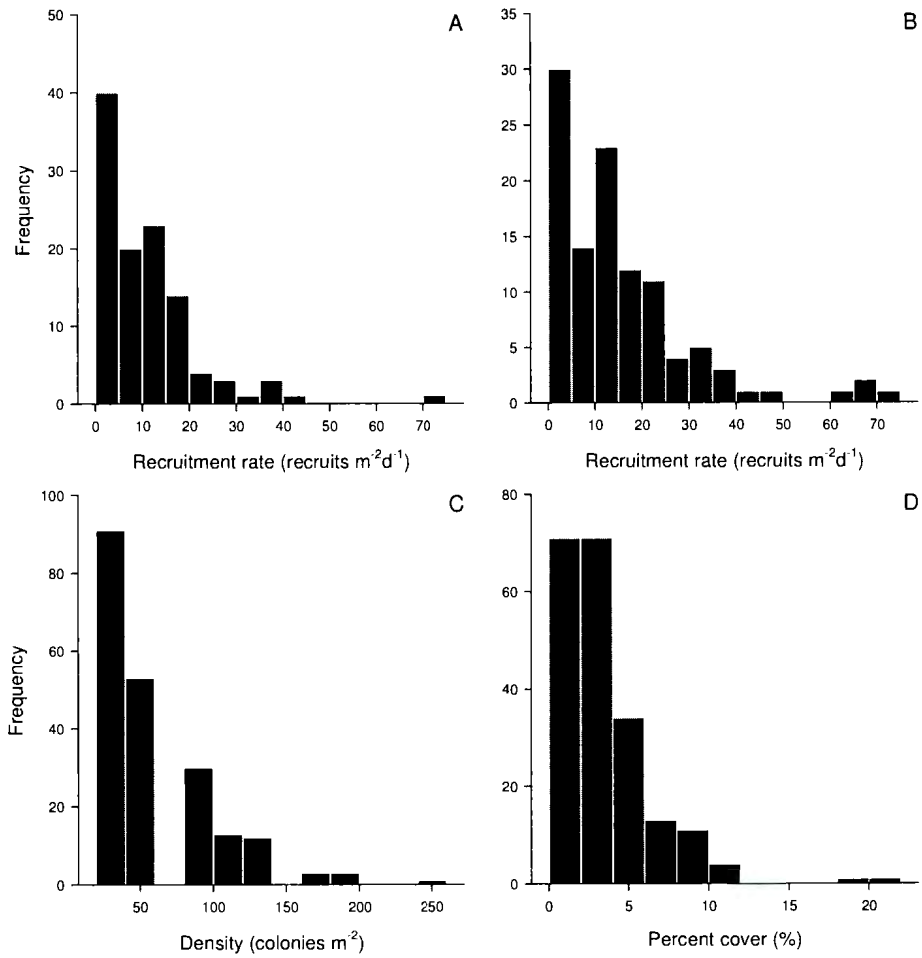 A
50
40
30
20
10
0
Frequency
0 10 20 30 40 50 60 70
Recruitment rate (recruits m⁻²d⁻¹)
B
35
30
25
20
15
10
5
0
0 10 20 30 40 50 60 70
Recruitment rate (recruits m⁻²d⁻¹)
C
100
80
60
40
20
0
Frequency
50 100 150 200 250
Density (colonies m⁻²)
D
80
60
40
20
0
0 5 10 15 20
Percent cover (%)